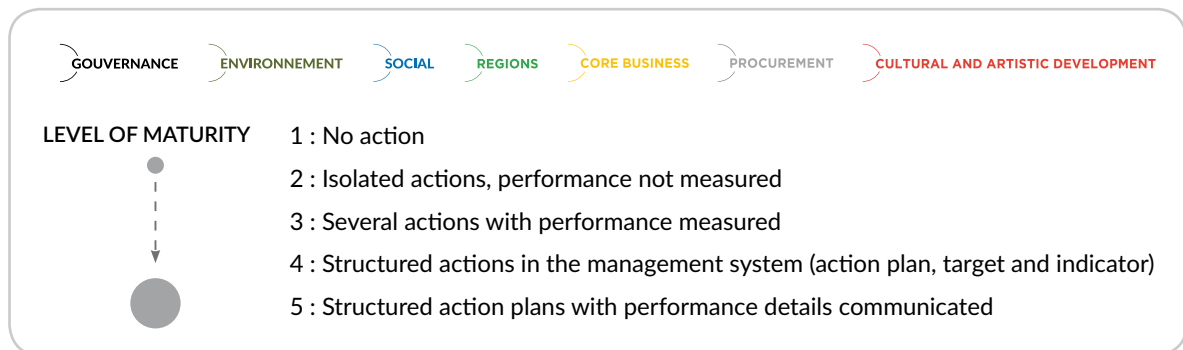 GOUVERNANCE ENVIRONNEMENT SOCIAL REGIONS CORE BUSINESS PROCUREMENT CULTURAL AND ARTISTIC DEVELOPMENT
LEVEL OF MATURITY
1 : No action
2 : Isolated actions, performance not measured
3 : Several actions with performance measured
4 : Structured actions in the management system (action plan, target and indicator)
5 : Structured action plans with performance details communicated